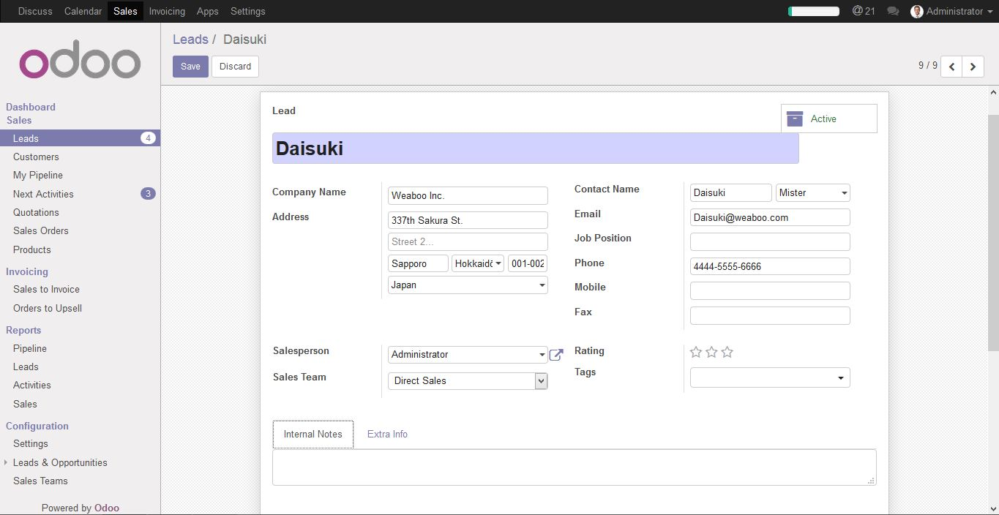 Discuss Calendar Sales Invoicing Apps Settings @ 21 Administrator
odoo
Leads / Daisuki
Save Discard 9 / 9
Dashboard
Sales
Leads 4
Customers
My Pipeline
Next Activities 3
Quotations
Sales Orders
Products
Invoicing
Sales to Invoice
Orders to Upsell
Reports
Pipeline
Leads
Activities
Sales
Configuration
Settings
Leads & Opportunities
Sales Teams
Powered by Odoo
Lead
Active
Daisuki
Company Name Weaboo Inc.
Address 337th Sakura St.
Street 2...
Sapporo 001-002
Japan
Contact Name Daisuki Mister
Email Daisuki@weaboo.com
Job Position
Phone 4444-5555-6666
Mobile
Fax
Salesperson Administrator
Sales Team Direct Sales
Rating
Tags
Internal Notes Extra Info